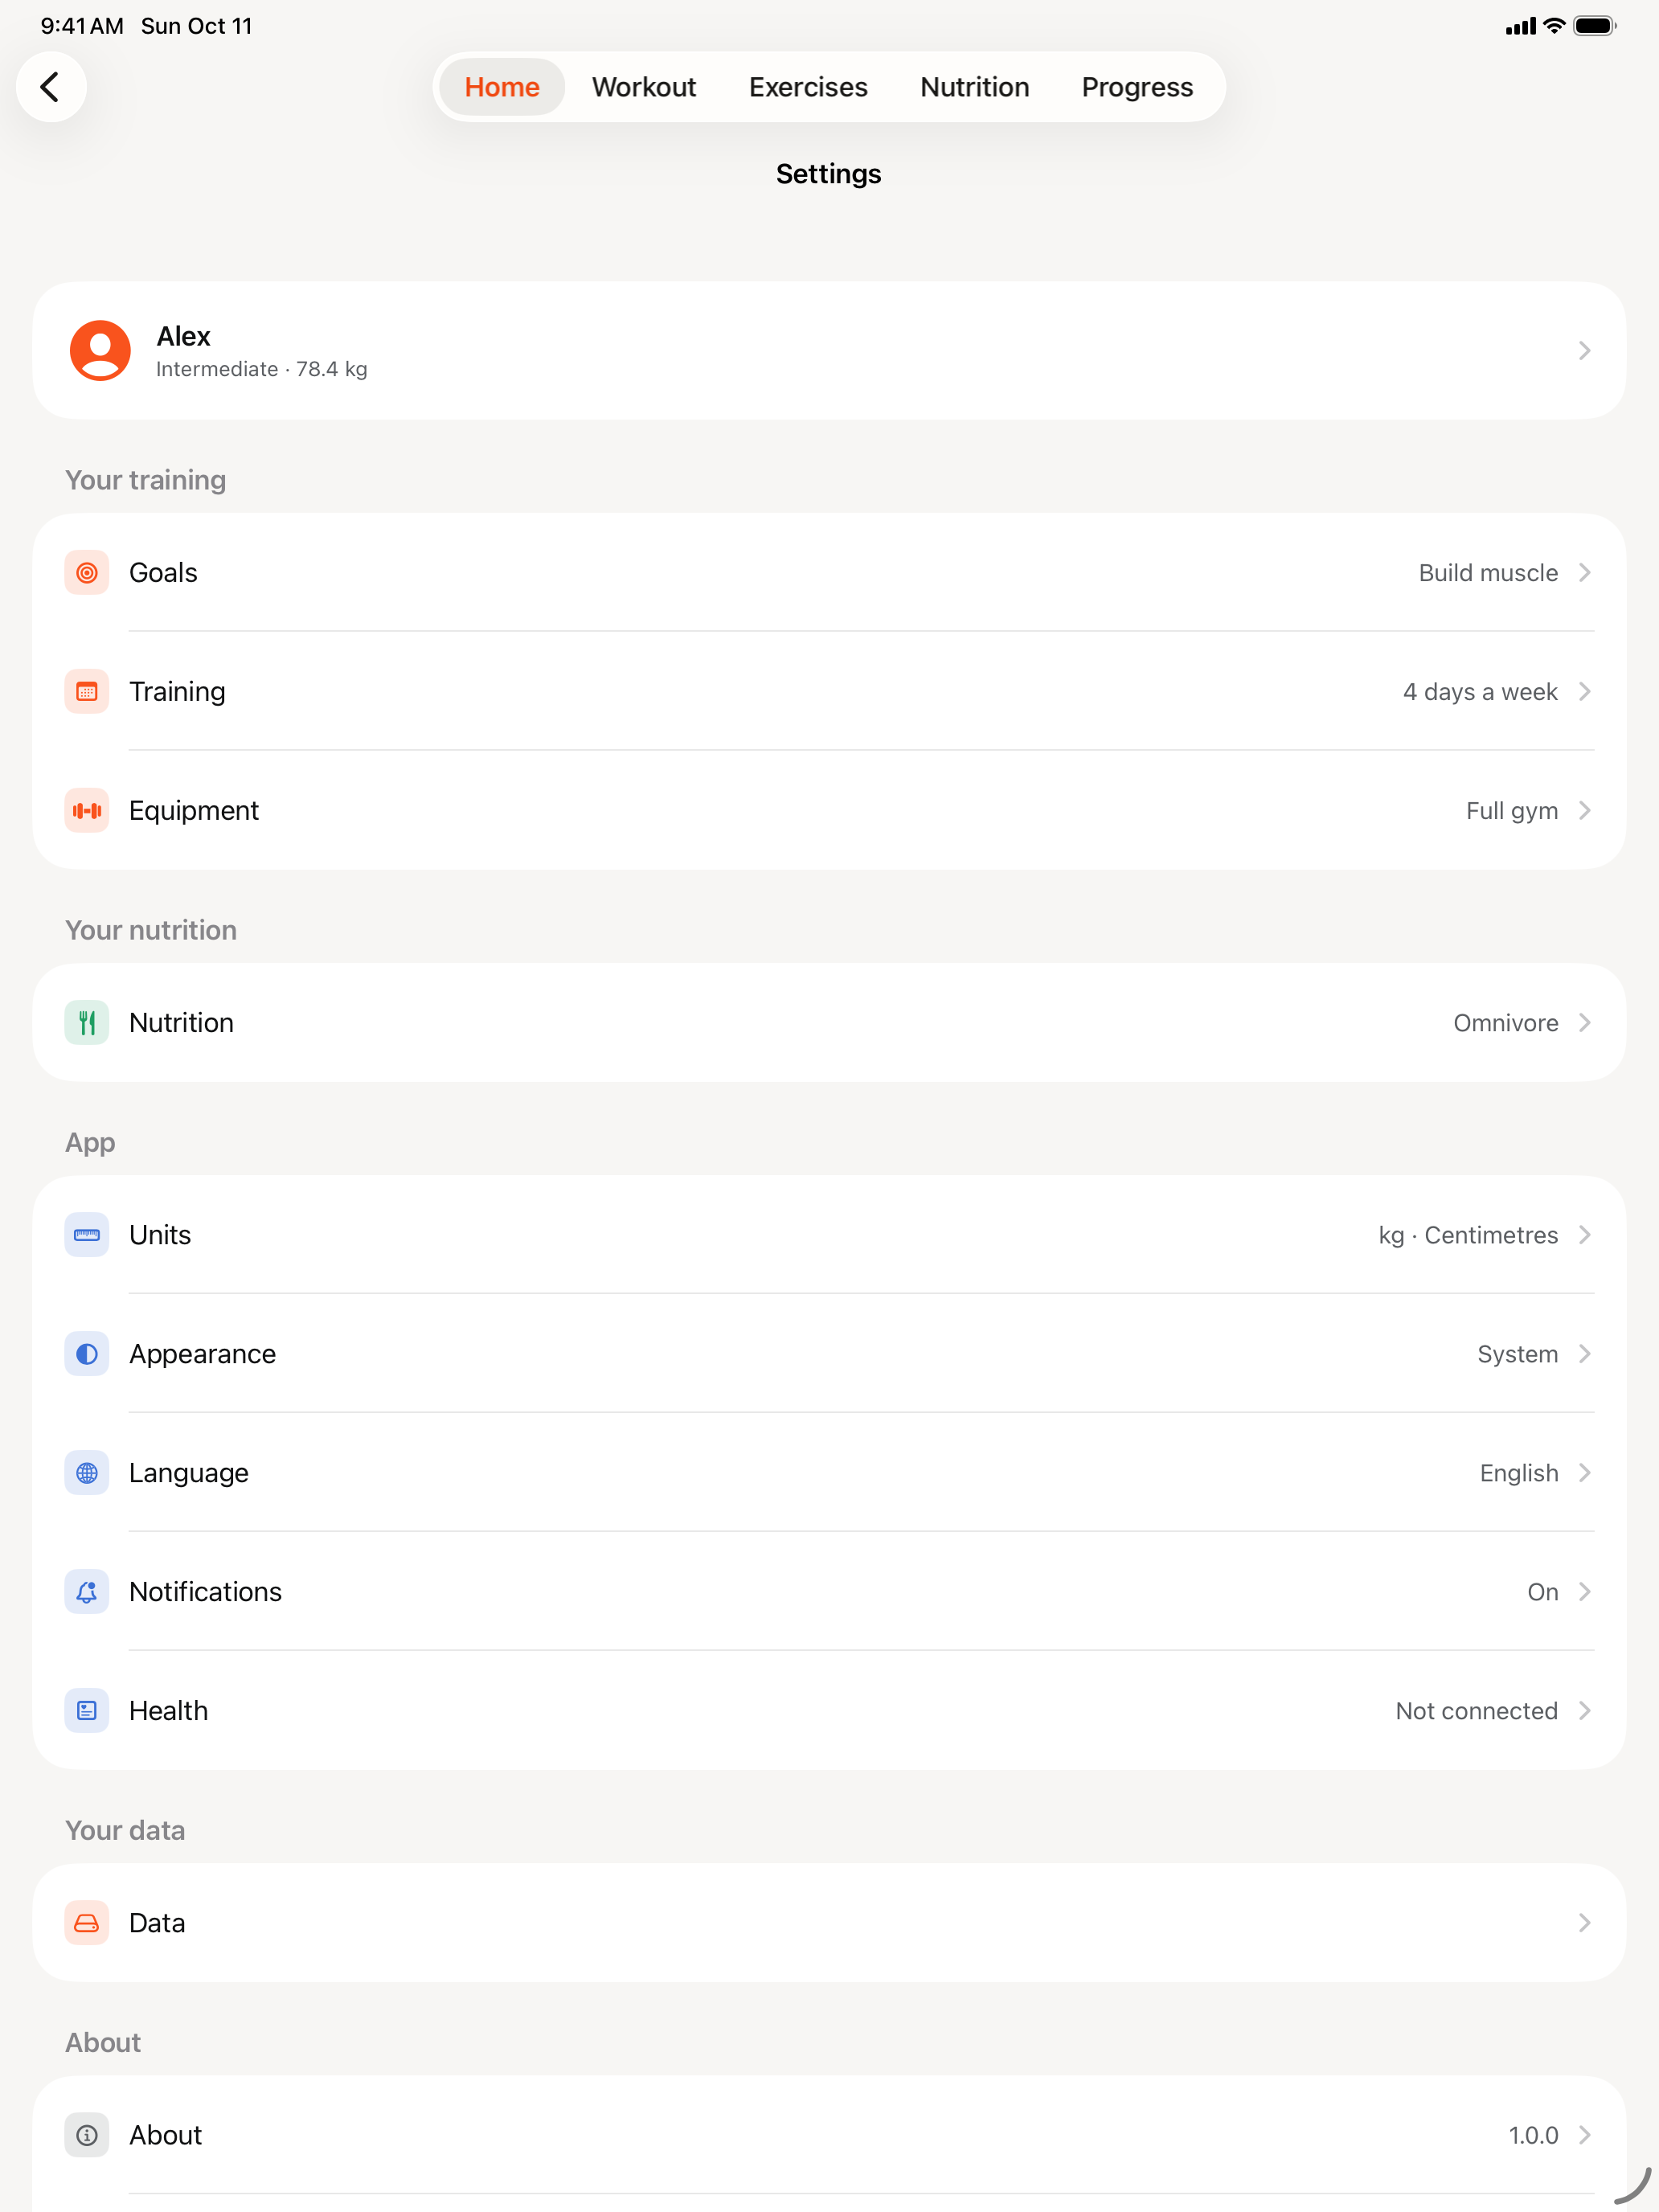 9:41 AM Sun Oct 11
Home Workout Exercises Nutrition Progress
Settings
Alex
Intermediate · 78.4 kg
Your training
Goals Build muscle
Training 4 days a week
Equipment Full gym
Your nutrition
Nutrition Omnivore
App
Units kg · Centimetres
Appearance System
Language English
Notifications On
Health Not connected
Your data
Data
About
About 1.0.0